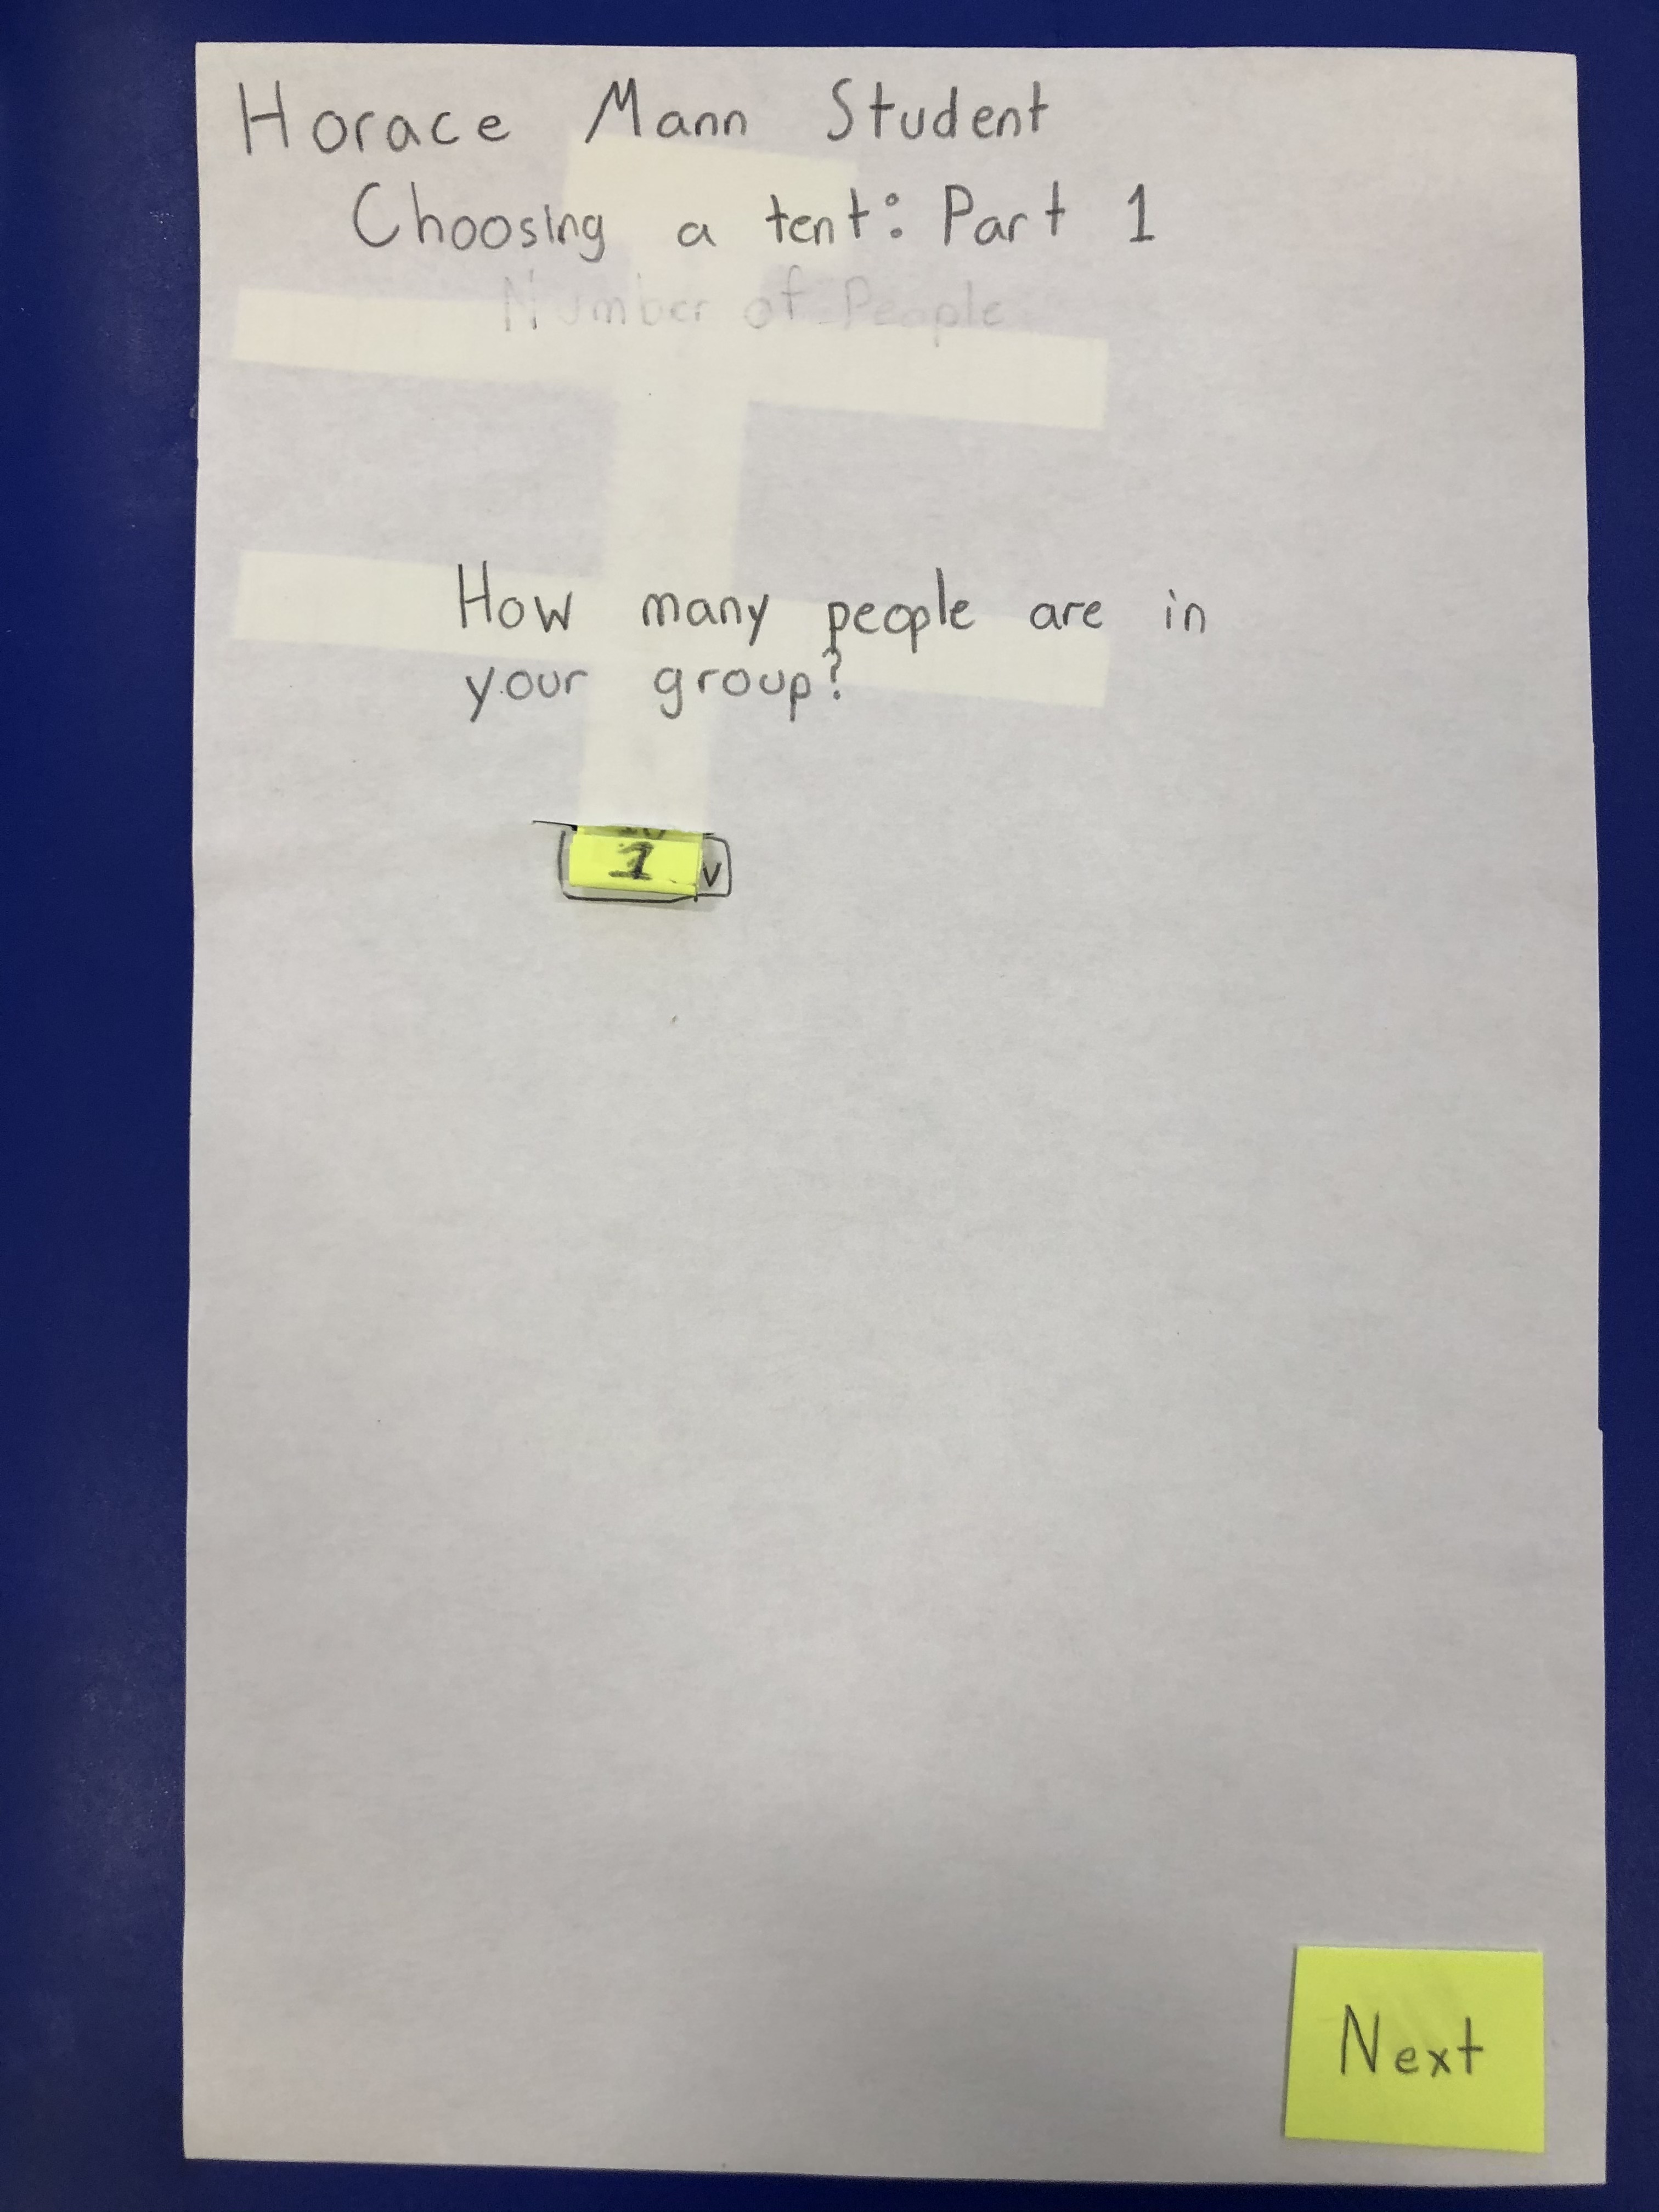 Horace Mann Student
Choosing a tent: Part 1
Number of People
How many people are in
your group?
1 v
Next